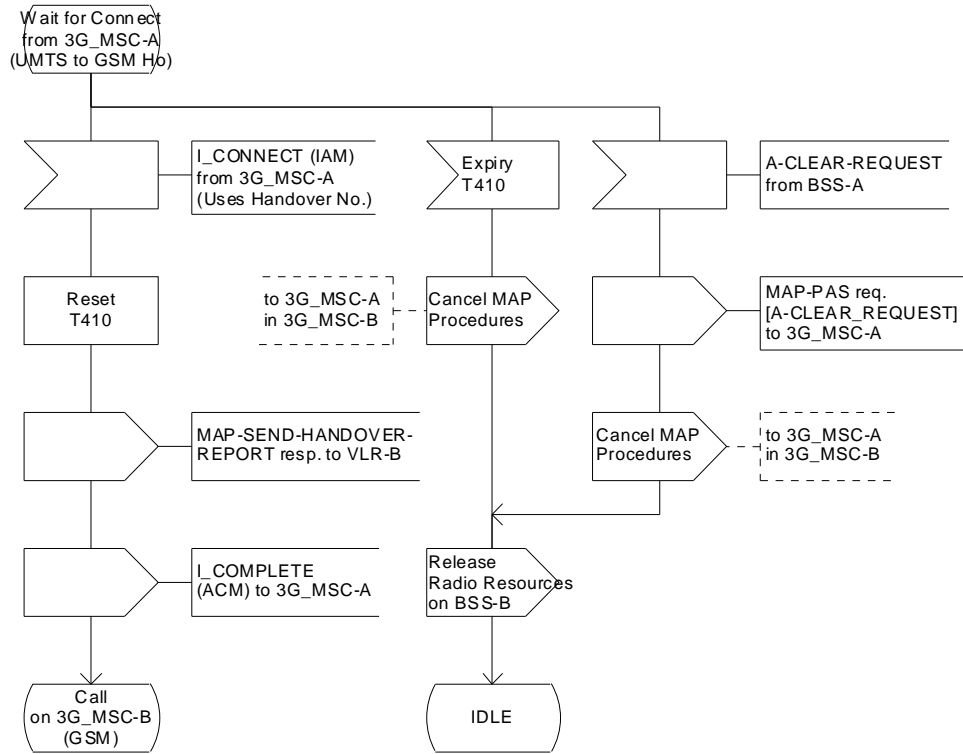 Wait for Connect
from 3G_MSC-A
(UMTS to GSM Ho)
I_CONNECT (IAM)
from 3G_MSC-A
(Uses Handover No.)
Expiry
T410
A-CLEAR-REQUEST
from BSS-A
Reset
T410
to 3G_MSC-A
in 3G_MSC-B
Cancel MAP
Procedures
MAP-PAS req.
[A-CLEAR_REQUEST]
to 3G_MSC-A
MAP-SEND-HANDOVER-
REPORT resp. to VLR-B
Cancel MAP
Procedures
to 3G_MSC-A
in 3G_MSC-B
I_COMPLETE
(ACM) to 3G_MSC-A
Release
Radio Resources
on BSS-B
Call
on 3G_MSC-B
(GSM)
IDLE